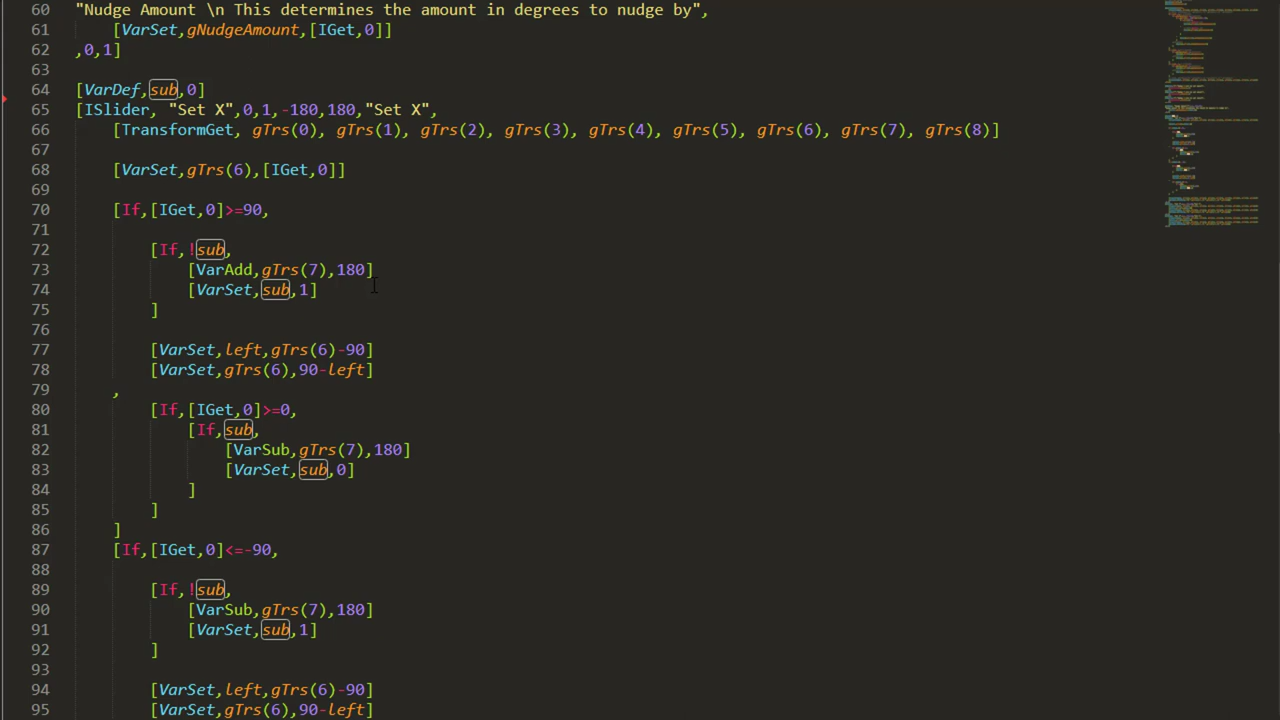 60 "Nudge Amount \n This determines the amount in degrees to nudge by",
61     [VarSet,gNudgeAmount,[IGet,0]]
62 ,0,1]
63
64 [VarDef,sub,0]
65 [ISlider, "Set X",0,1,-180,180,"Set X",
66     [TransformGet, gTrs(0), gTrs(1), gTrs(2), gTrs(3), gTrs(4), gTrs(5), gTrs(6), gTrs(7), gTrs(8)]
67
68     [VarSet,gTrs(6),[IGet,0]]
69
70     [If,[IGet,0]>=90,
71
72         [If,!sub,
73             [VarAdd,gTrs(7),180]
74             [VarSet,sub,1]
75         ]
76
77         [VarSet,left,gTrs(6)-90]
78         [VarSet,gTrs(6),90-left]
79     ,
80         [If,[IGet,0]>=0,
81             [If,sub,
82                 [VarSub,gTrs(7),180]
83                 [VarSet,sub,0]
84             ]
85         ]
86     ]
87     [If,[IGet,0]<=-90,
88
89         [If,!sub,
90             [VarSub,gTrs(7),180]
91             [VarSet,sub,1]
92         ]
93
94         [VarSet,left,gTrs(6)-90]
95         [VarSet,gTrs(6),90-left]